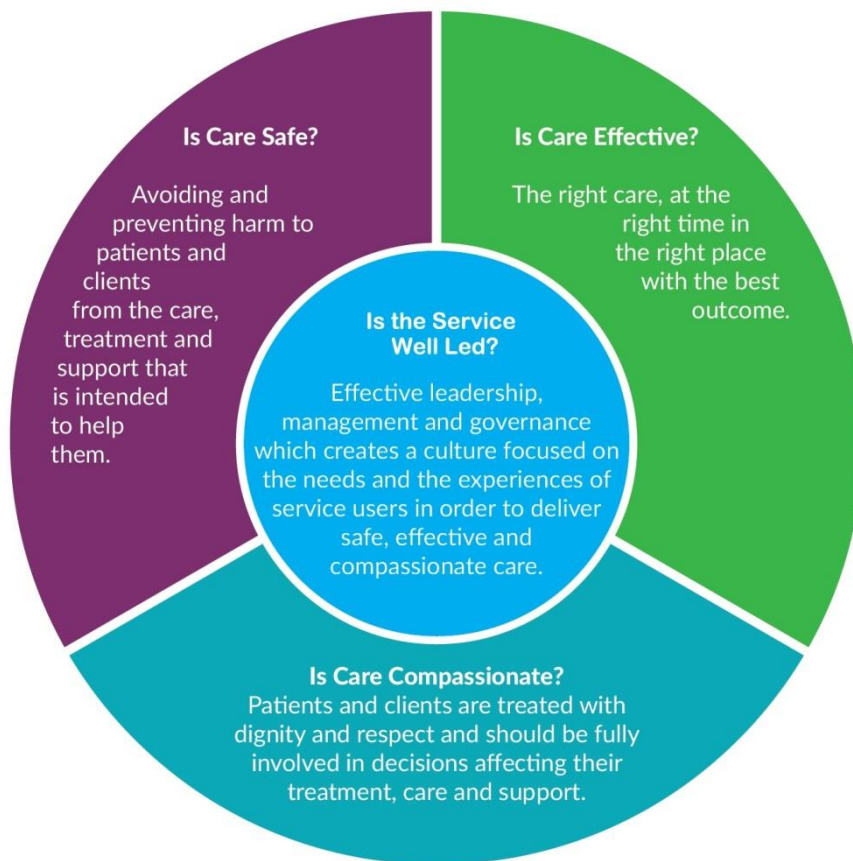 Is Care Safe?
Avoiding and
preventing harm to
patients and
clients
from the care,
treatment and
support that
is intended
to help
them.
Is Care Effective?
The right care, at the
right time in
the right place
with the best
outcome.
Is the Service
Well Led?
Effective leadership,
management and governance
which creates a culture focused on
the needs and the experiences of
service users in order to deliver
safe, effective and
compassionate care.
Is Care Compassionate?
Patients and clients are treated with
dignity and respect and should be fully
involved in decisions affecting their
treatment, care and support.